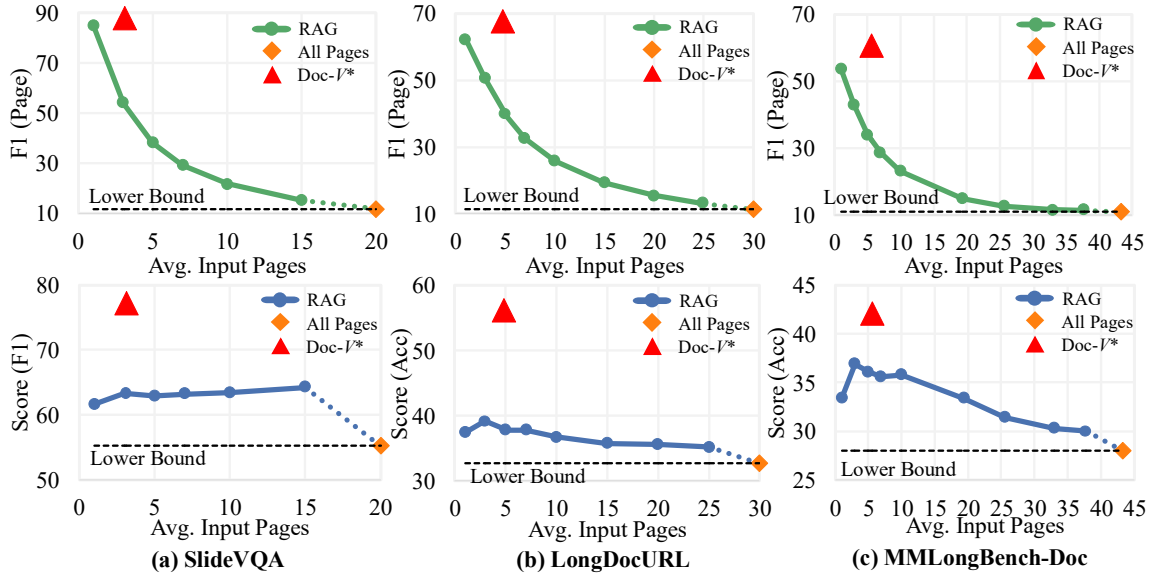 F1 (Page)
90
70
50
30
10
RAG
All Pages
Doc-V*
Lower Bound
0 5 10 15 20
Avg. Input Pages
F1 (Page)
70
50
30
10
RAG
All Pages
Doc-V*
Lower Bound
0 5 10 15 20 25 30
Avg. Input Pages
F1 (Page)
70
50
30
10
RAG
All Pages
Doc-V*
Lower Bound
0 5 10 15 20 25 30 35 40 45
Avg. Input Pages
Score (F1)
80
70
60
50
RAG
All Pages
Doc-V*
Lower Bound
0 5 10 15 20
Avg. Input Pages
(a) SlideVQA
Score (Acc)
60
50
40
30
RAG
All Pages
Doc-V*
Lower Bound
0 5 10 15 20 25 30
Avg. Input Pages
(b) LongDocURL
Score (Acc)
45
40
35
30
25
RAG
All Pages
Doc-V*
Lower Bound
0 5 10 15 20 25 30 35 40 45
Avg. Input Pages
(c) MMLongBench-Doc